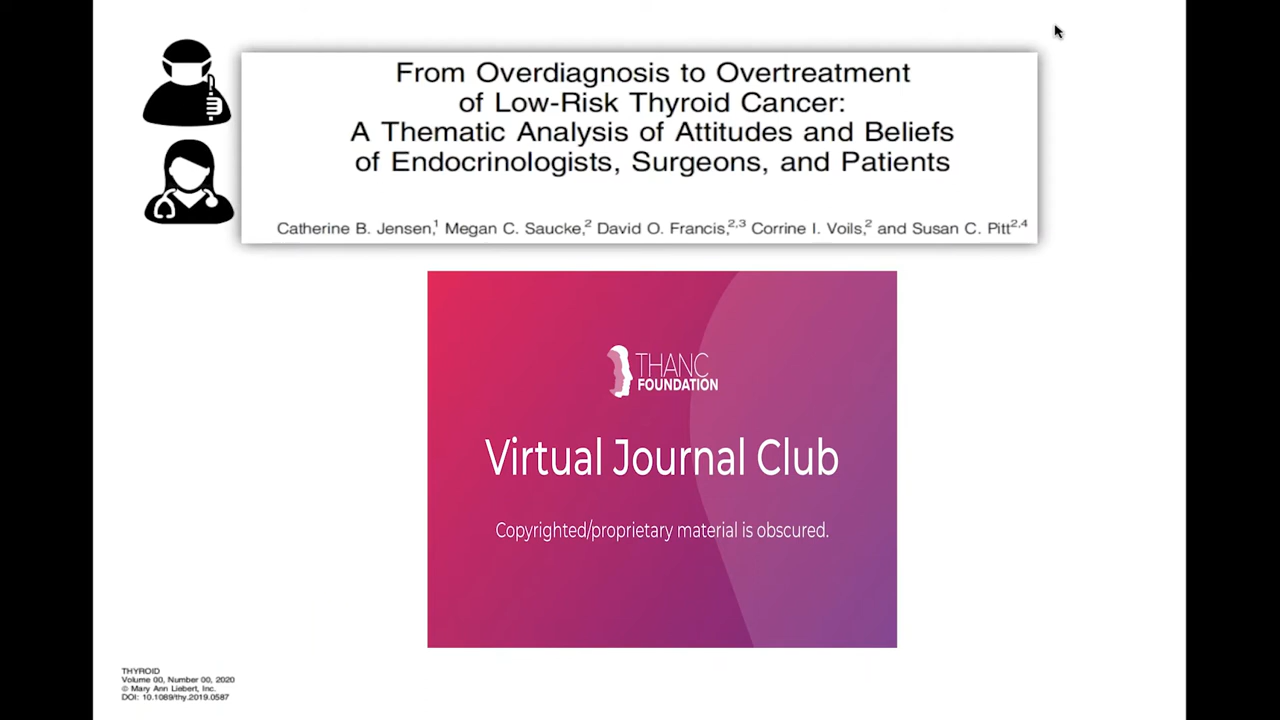 From Overdiagnosis to Overtreatment
of Low-Risk Thyroid Cancer:
A Thematic Analysis of Attitudes and Beliefs
of Endocrinologists, Surgeons, and Patients
Catherine B. Jensen,1 Megan C. Saucke,2 David O. Francis,2,3 Corrine I. Voils,2 and Susan C. Pitt2,4
THANC
FOUNDATION
Virtual Journal Club
Copyrighted/proprietary material is obscured.
THYROID
Volume 00, Number 00, 2020
© Mary Ann Liebert, Inc.
DOI: 10.1089/thy.2019.0587